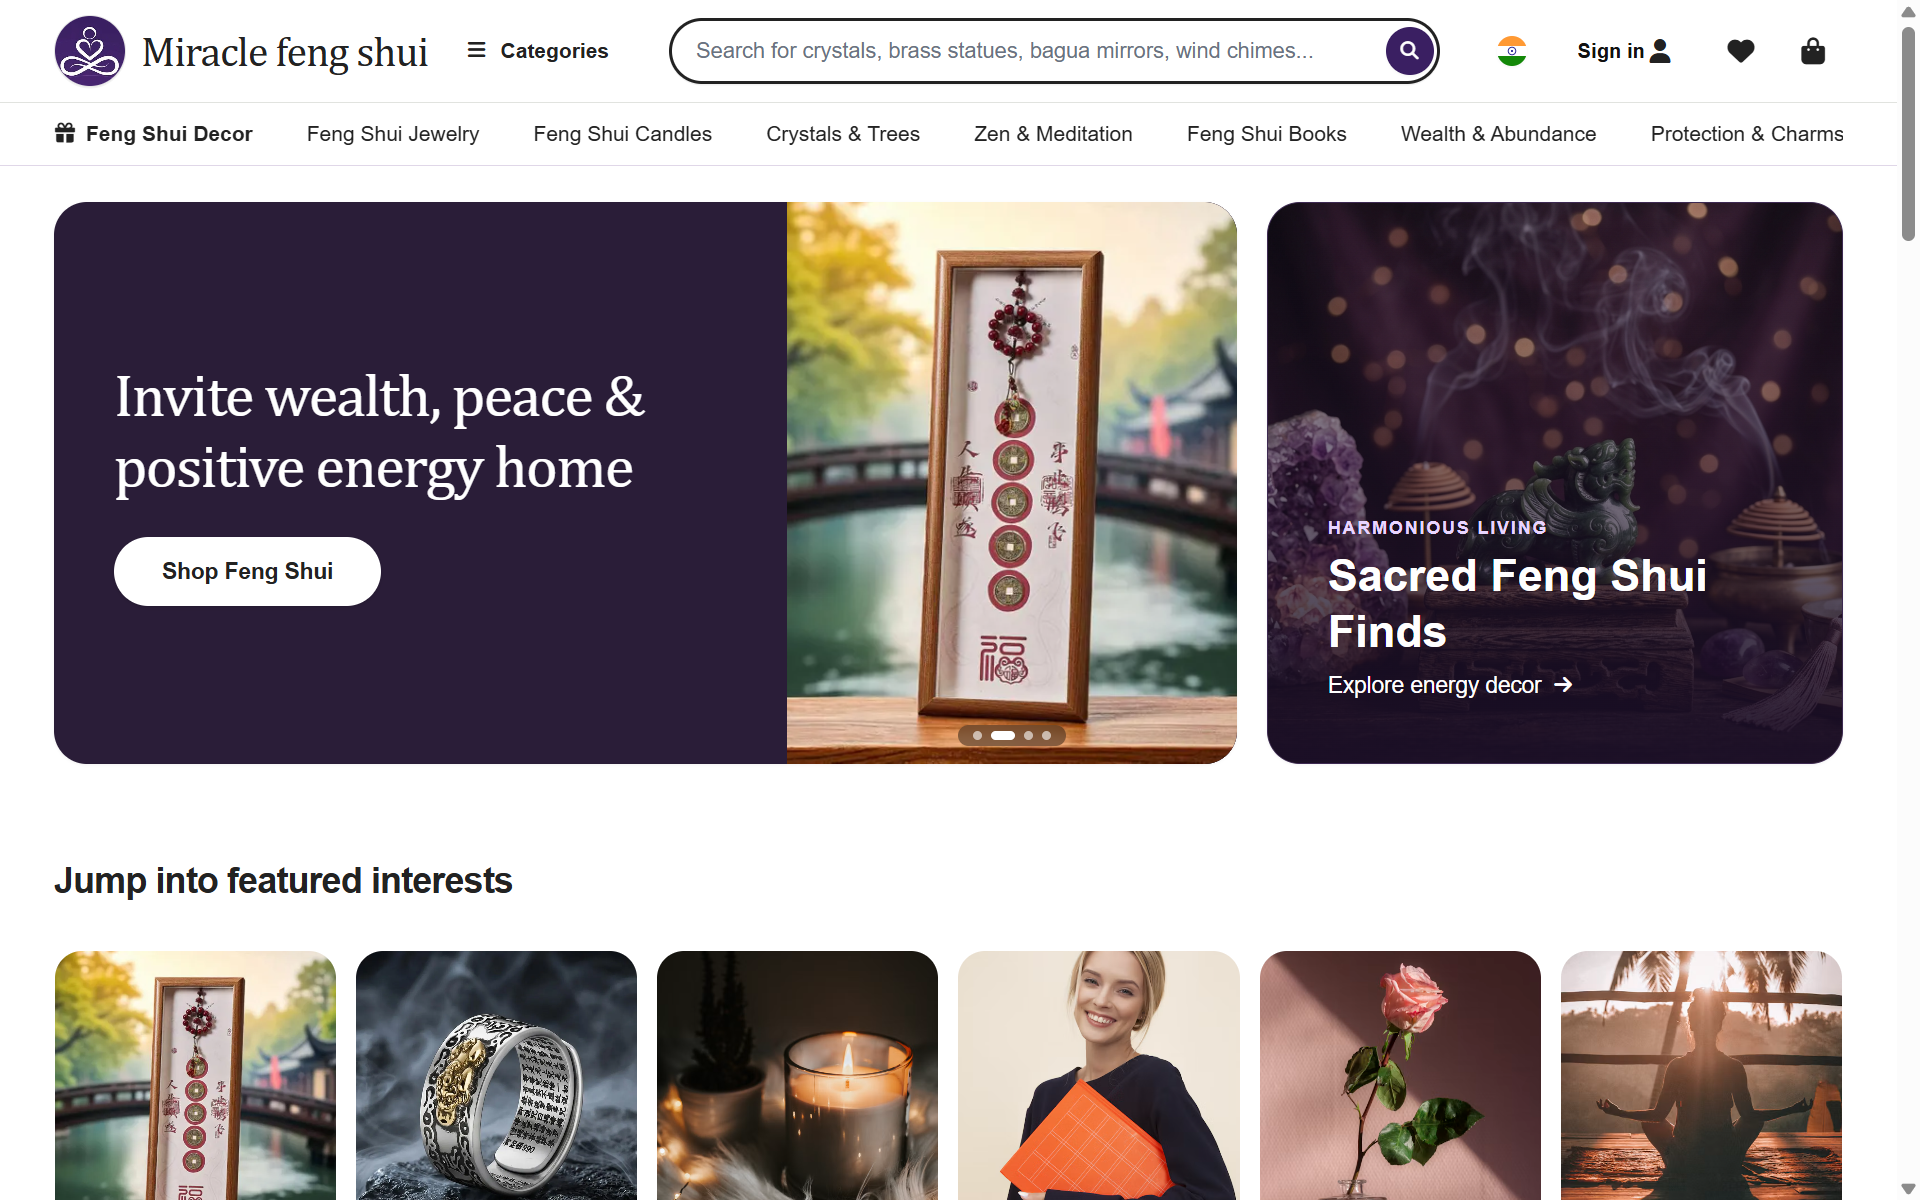 Miracle feng shui
Categories
Search for crystals, brass statues, bagua mirrors, wind chimes...
Sign in
Feng Shui Decor
Feng Shui Jewelry
Feng Shui Candles
Crystals & Trees
Zen & Meditation
Feng Shui Books
Wealth & Abundance
Protection & Charms
Invite wealth, peace &
positive energy home
Shop Feng Shui
HARMONIOUS LIVING
Sacred Feng Shui
Finds
Explore energy decor
Jump into featured interests